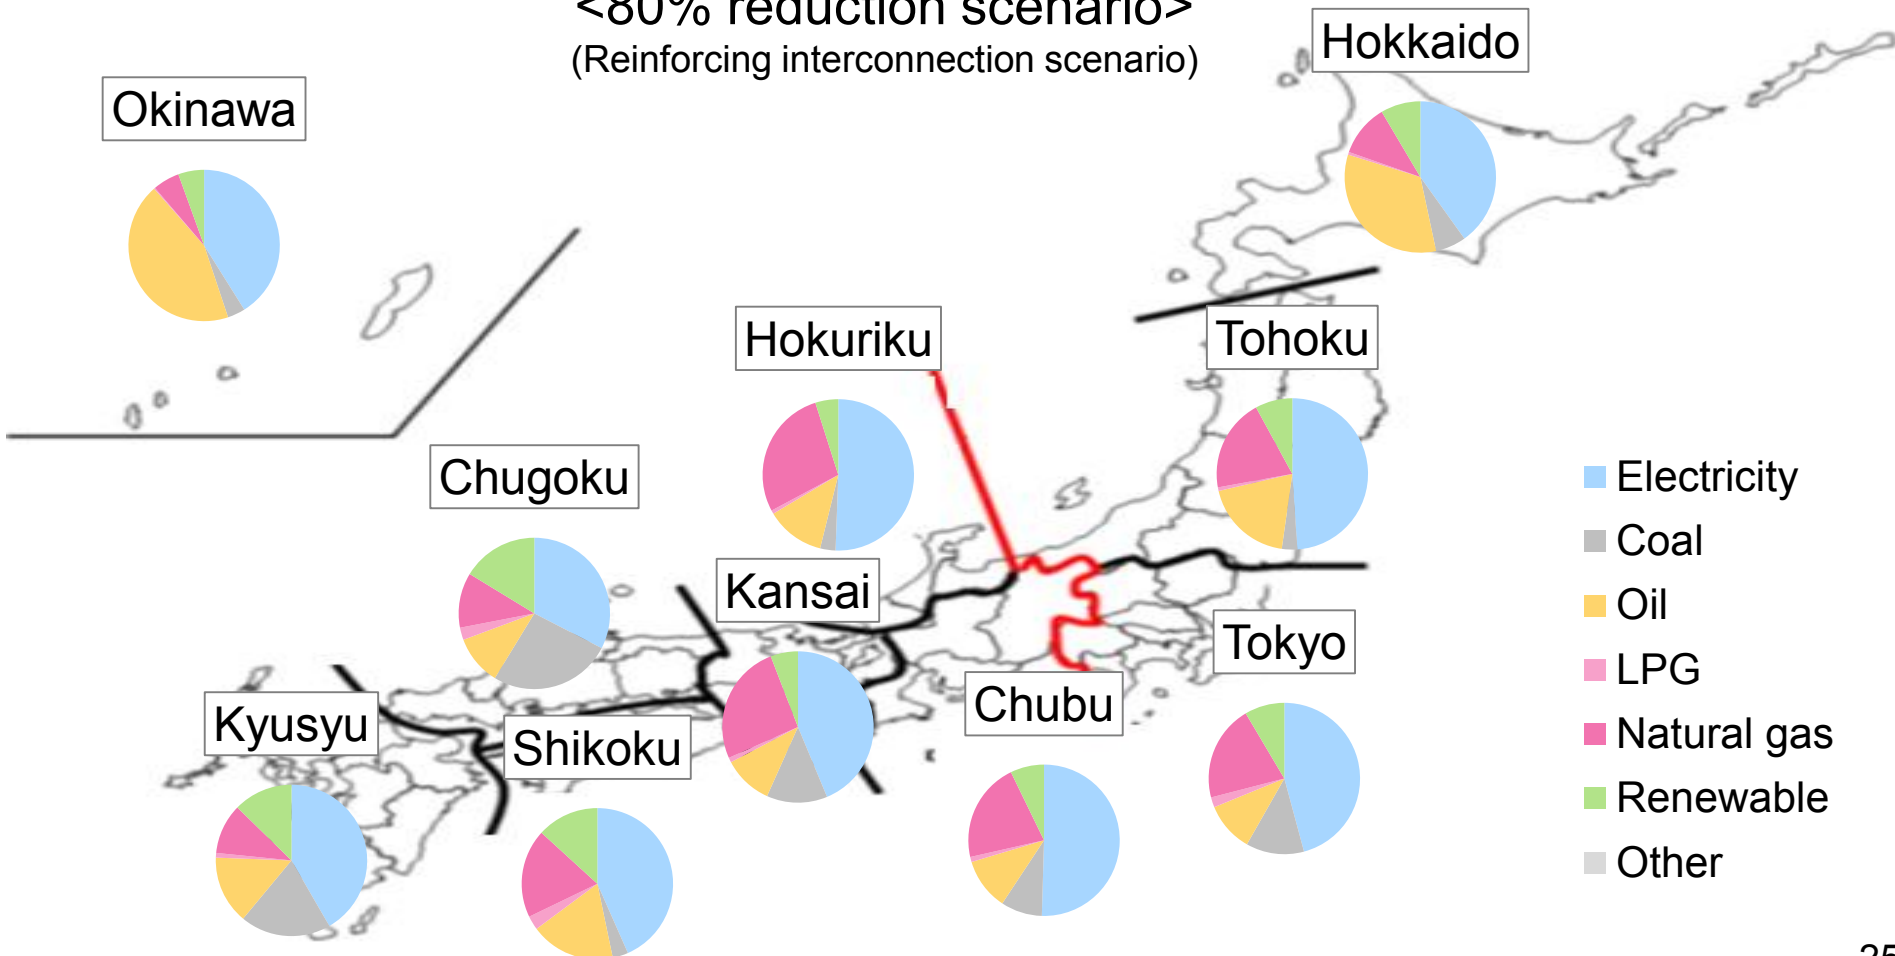 <80% reduction scenario>
(Reinforcing interconnection scenario)
Hokkaido
Okinawa
Hokuriku
Tohoku
Chugoku
Kansai
Tokyo
Chubu
Kyusyu
Shikoku
Electricity
Coal
Oil
LPG
Natural gas
Renewable
Other
25